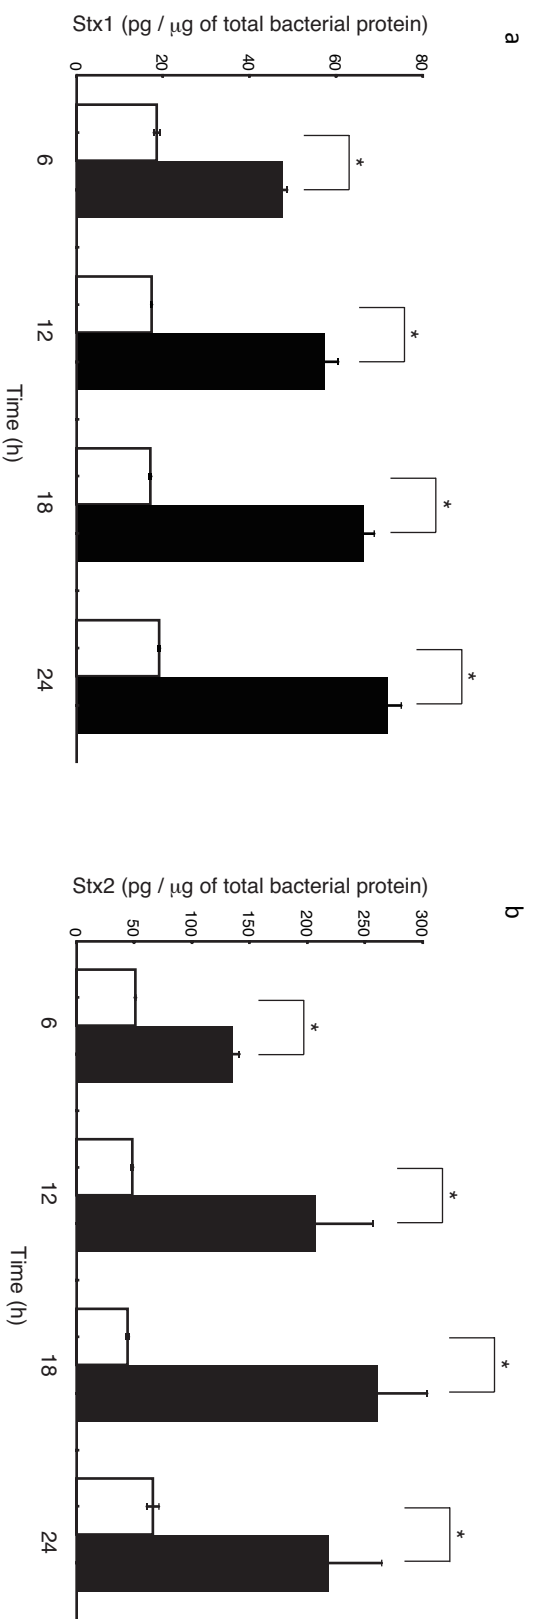 a
Stx1 (pg / μg of total bacterial protein)
80
60
40
20
0
* * * *
6 12 18 24
Time (h)
b
Stx2 (pg / μg of total bacterial protein)
300
250
200
150
100
50
0
* * * *
6 12 18 24
Time (h)